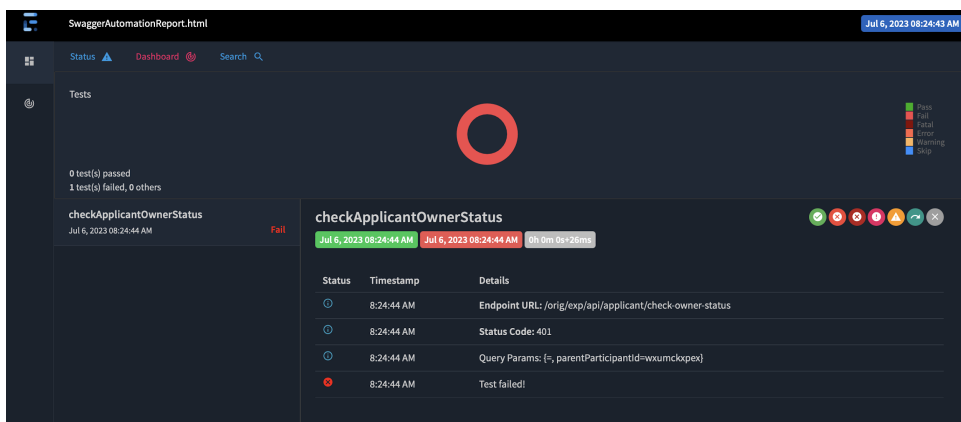 SwaggerAutomationReport.html
Jul 6, 2023 08:24:43 AM
Status
Dashboard
Search
Tests
Pass
Fail
Fatal
Error
Warning
Skip
0 test(s) passed
1 test(s) failed, 0 others
checkApplicantOwnerStatus
Jul 6, 2023 08:24:44 AM
Fail
checkApplicantOwnerStatus
Jul 6, 2023 08:24:44 AM Jul 6, 2023 08:24:44 AM 0h 0m 0s+26ms
Status Timestamp Details
8:24:44 AM Endpoint URL: /orig/exp/api/applicant/check-owner-status
8:24:44 AM Status Code: 401
8:24:44 AM Query Params: {=, parentParticipantId=wxumckxpex}
8:24:44 AM Test failed!